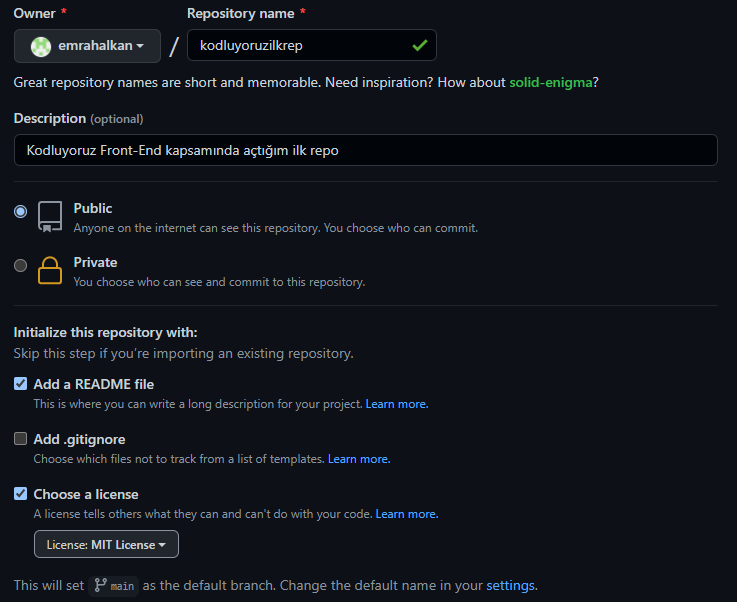 Owner * Repository name *
emrahalkan / kodluyoruzilkrep
Great repository names are short and memorable. Need inspiration? How about solid-enigma?
Description (optional)
Kodluyoruz Front-End kapsamında açtığım ilk repo
Public
Anyone on the internet can see this repository. You choose who can commit.
Private
You choose who can see and commit to this repository.
Initialize this repository with:
Skip this step if you're importing an existing repository.
Add a README file
This is where you can write a long description for your project. Learn more.
Add .gitignore
Choose which files not to track from a list of templates. Learn more.
Choose a license
A license tells others what they can and can't do with your code. Learn more.
License: MIT License
This will set main as the default branch. Change the default name in your settings.